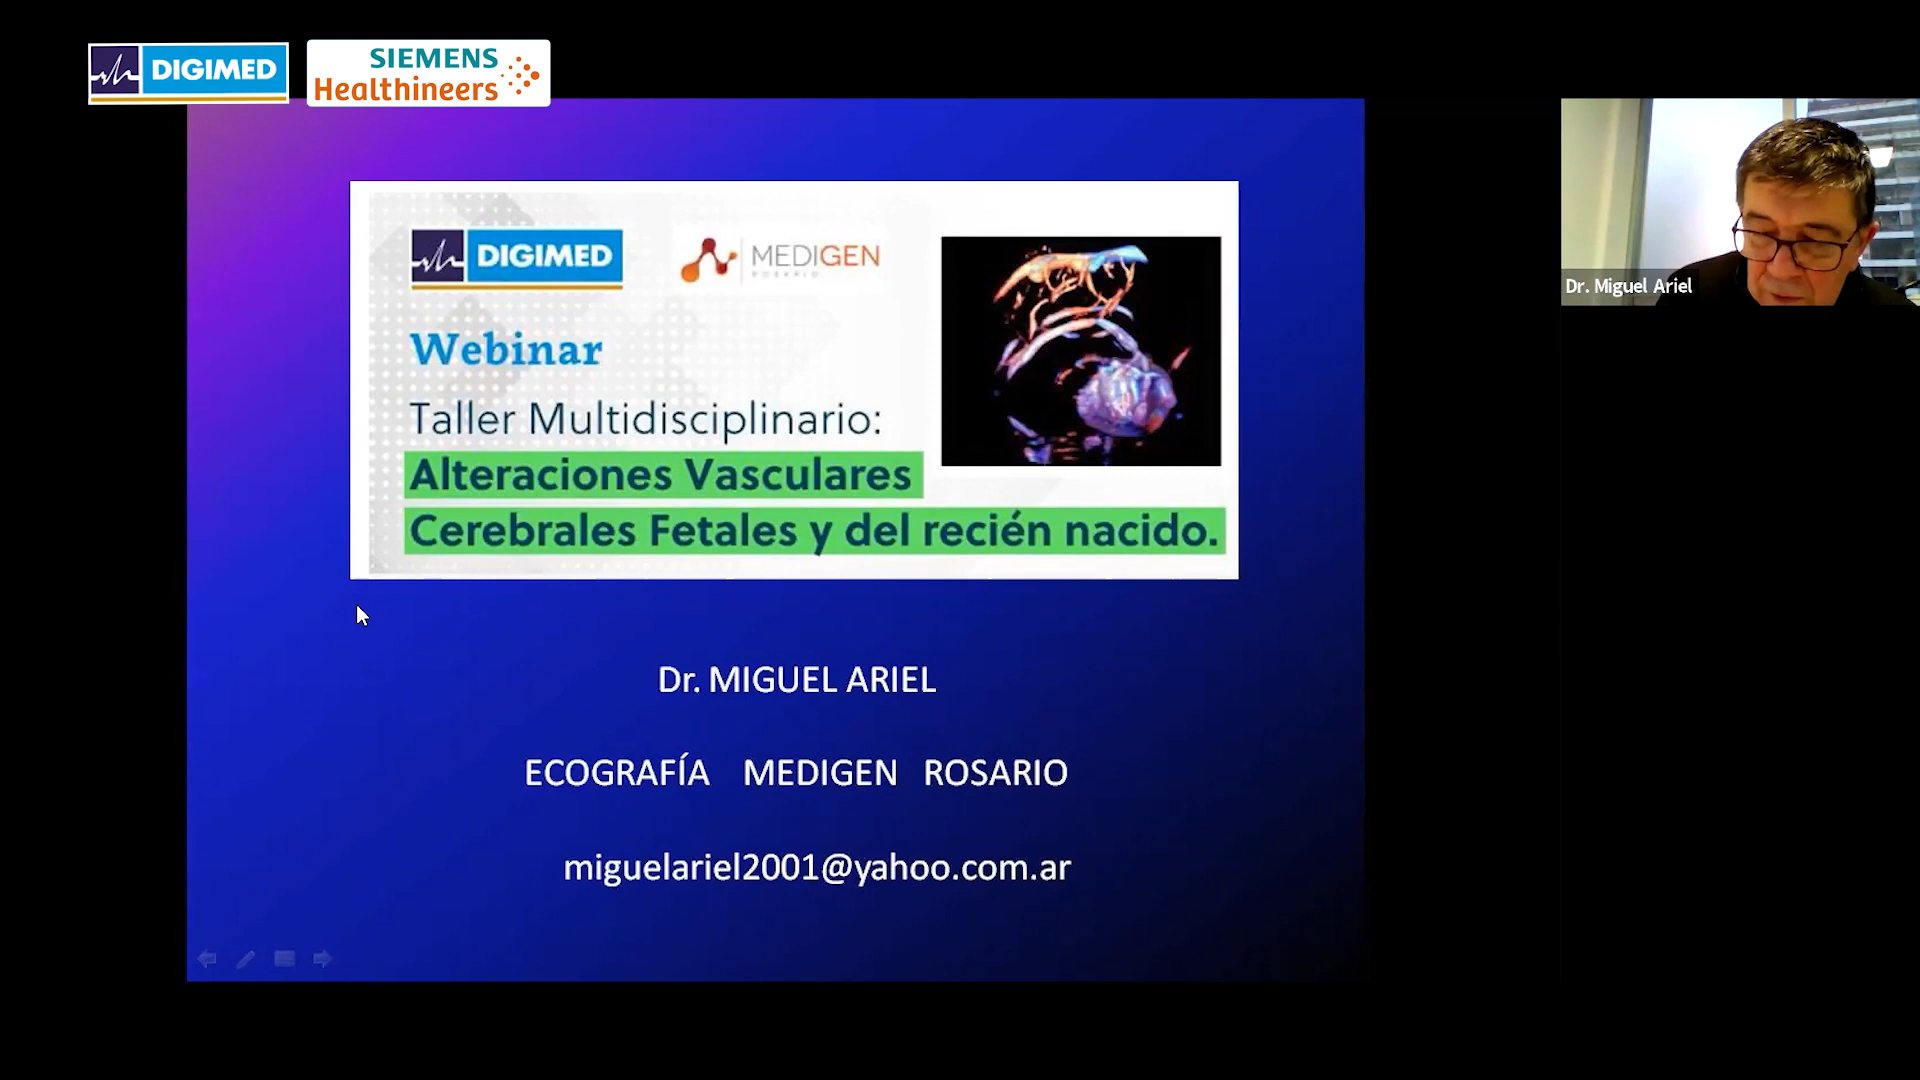 DIGIMED
SIEMENS
Healthineers
DIGIMED
MEDIGEN
ROSARIO
Webinar
Taller Multidisciplinario:
Alteraciones Vasculares
Cerebrales Fetales y del recién nacido.
Dr. MIGUEL ARIEL
ECOGRAFÍA MEDIGEN ROSARIO
miguelariel2001@yahoo.com.ar
Dr. Miguel Ariel